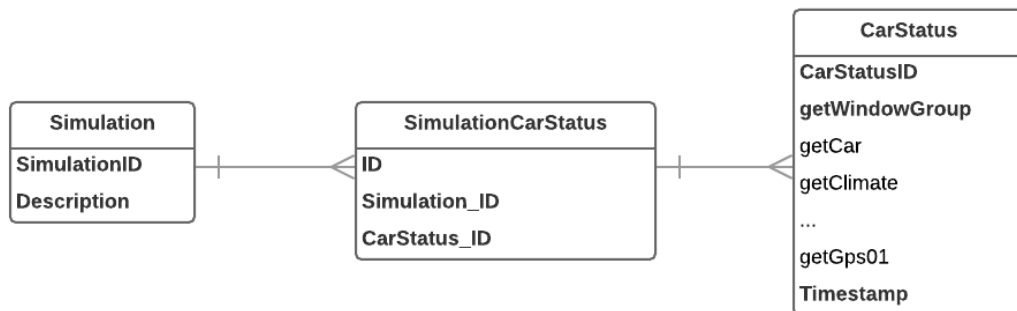 Simulation
SimulationID
Description
SimulationCarStatus
ID
Simulation_ID
CarStatus_ID
CarStatus
CarStatusID
getWindowGroup
getCar
getClimate
...
getGps01
Timestamp